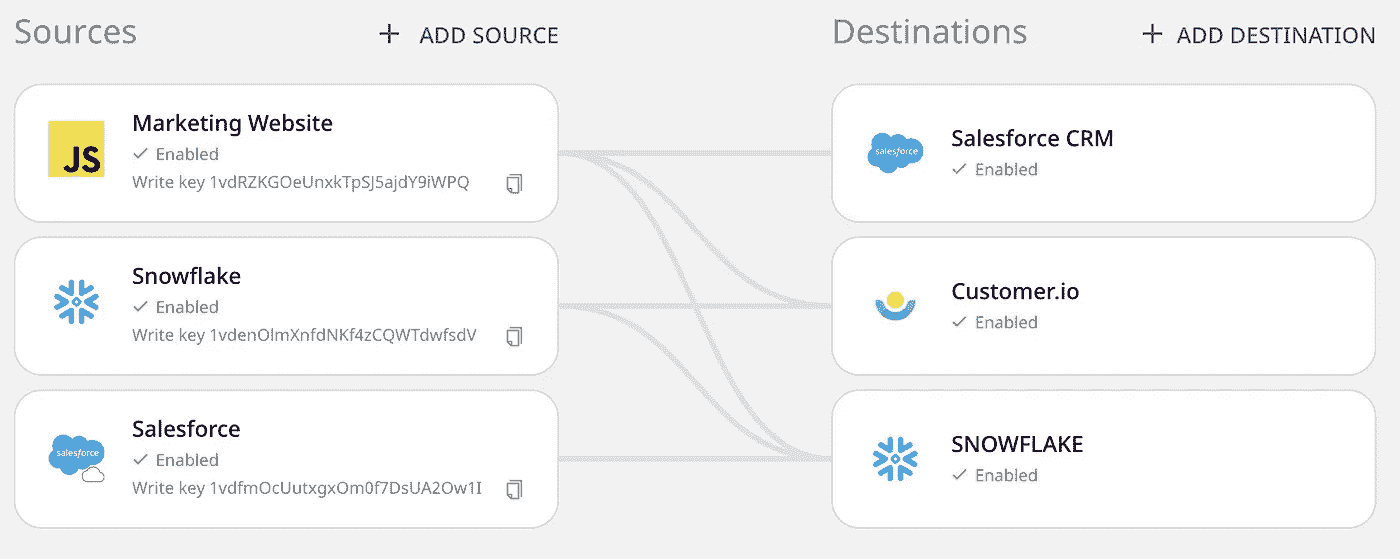 Sources
+ ADD SOURCE
Destinations
+ ADD DESTINATION
JS
Marketing Website
Enabled
Write key 1vdRZKGOeUnxkTpSJ5ajdY9iWPQ
salesforce
Salesforce CRM
Enabled
Snowflake
Enabled
Write key 1vdenOlmXnfdNKf4zCQWTdwfsdV
Customer.io
Enabled
salesforce
Salesforce
Enabled
Write key 1vdfmOcUutxgxOm0f7DsUA2Ow1I
SNOWFLAKE
Enabled